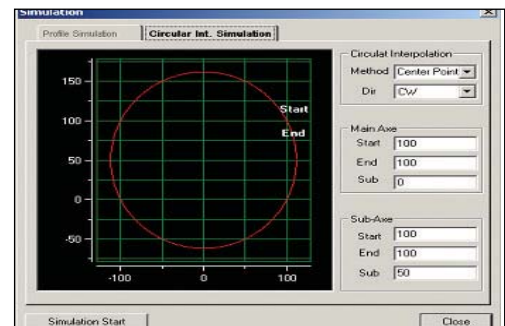 Simulation
Profile Simulation
Circular Int. Simulation
150
100
50
0
-50
-100
0
100
Start
End
Circulat Interpolation
Method Center Point
Dir CW
Main Axe
Start 100
End 100
Sub 0
Sub-Axe
Start 100
End 100
Sub 50
Simulation Start
Close